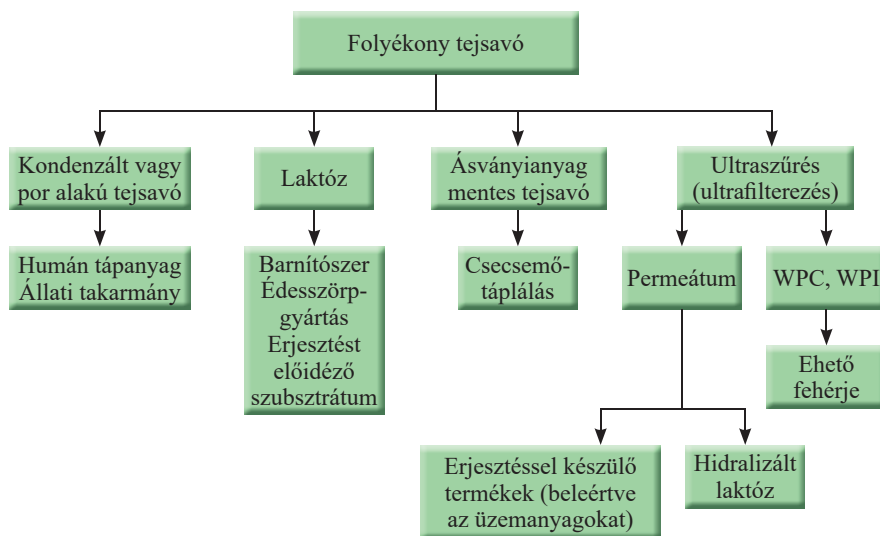 Folyékony tejsavó
Kondenzált vagy
por alakú tejsavó
Laktóz
Ásványianyag
mentes tejsavó
Ultraszűrés
(ultrafilterezés)
Humán tápanyag
Állati takarmány
Barnítószer
Édesszörp-
gyártás
Erjesztést
előidéző
szubsztrátum
Csecsemő-
táplálás
Permeátum
WPC, WPI
Ehető
fehérje
Erjesztéssel készülő
termékek (beleértve
az üzemanyagokat)
Hidralizált
laktóz